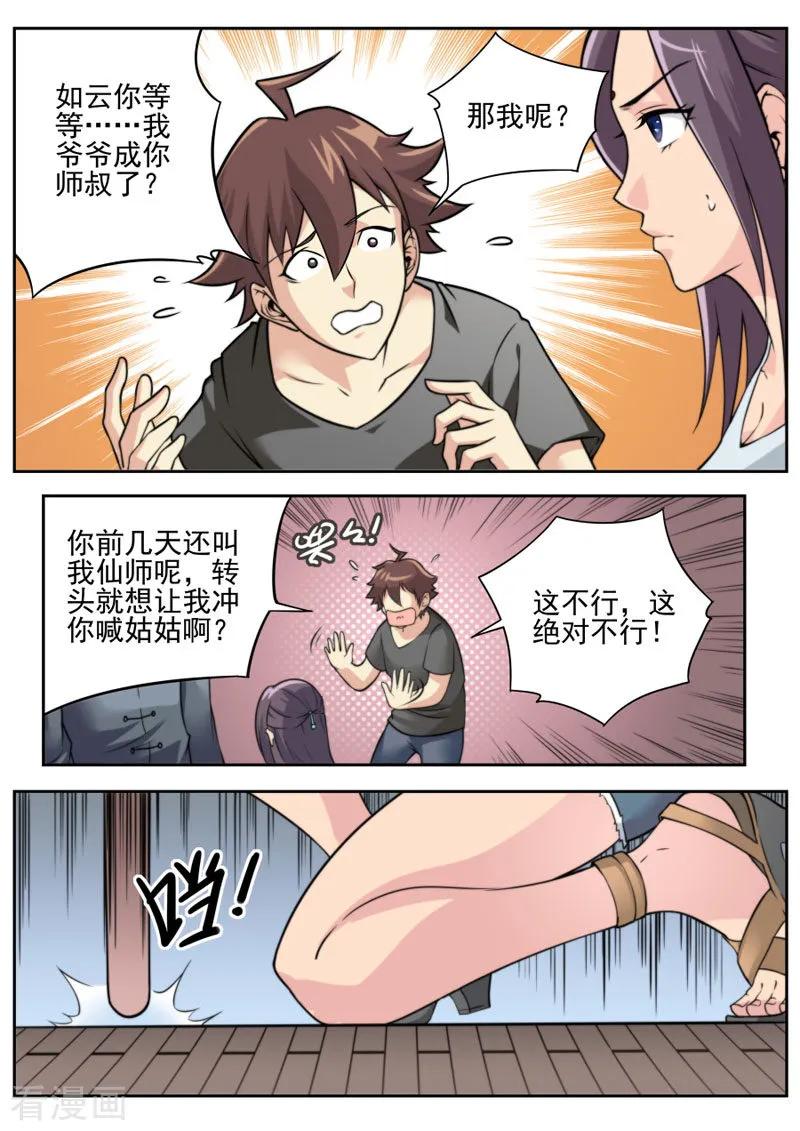 如云你等
等……我
爷爷成你
师叔了？
那我呢？
你前几天还叫
我仙师呢，转
头就想让我冲
你喊姑姑啊？
这不行，这
绝对不行！
看漫画